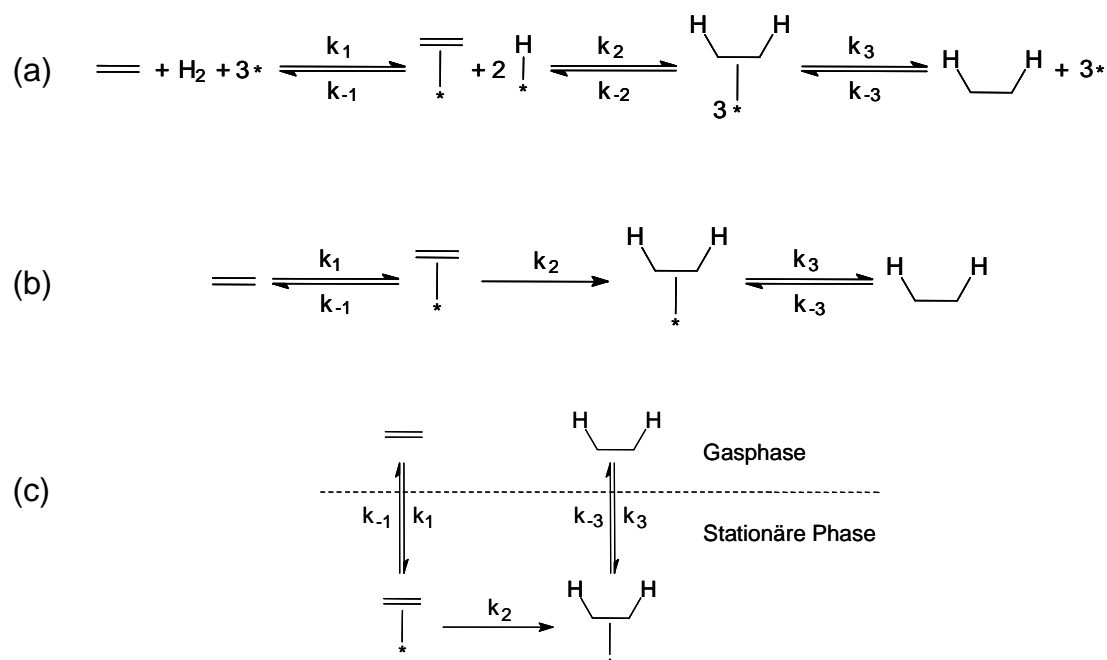 (a) + H₂ + 3* k₁ k₋₁ * + 2 H * k₂ k₋₂ H H 3* k₃ k₋₃ H H + 3*
(b) k₁ k₋₁ * k₂ H H * k₃ k₋₃ H H
(c) H H
Gasphase
k₋₁ k₁ k₋₃ k₃
Stationäre Phase
k₂ H H
* *